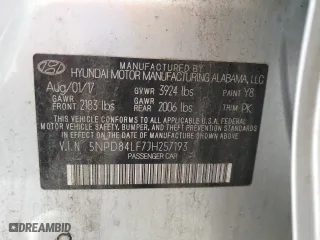 MANUFACTURED BY
HYUNDAI MOTOR MANUFACTURING ALABAMA, LLC
Aug/01/17 GVWR 3924 lbs PAINT Y8
GAWR FRONT 2183 lbs GAWR REAR 2006 lbs TRIM PK
THIS VEHICLE CONFORMS TO ALL APPLICABLE U.S. FEDERAL
MOTOR VEHICLE SAFETY, BUMPER, AND THEFT PREVENTION
STANDARDS IN EFFECT ON THE DATE OF MANUFACTURE SHOWN ABOVE.
V.I.N. 5NPD84LF7JH257193
PASSENGER CAR
© AUTOBIDMASTER